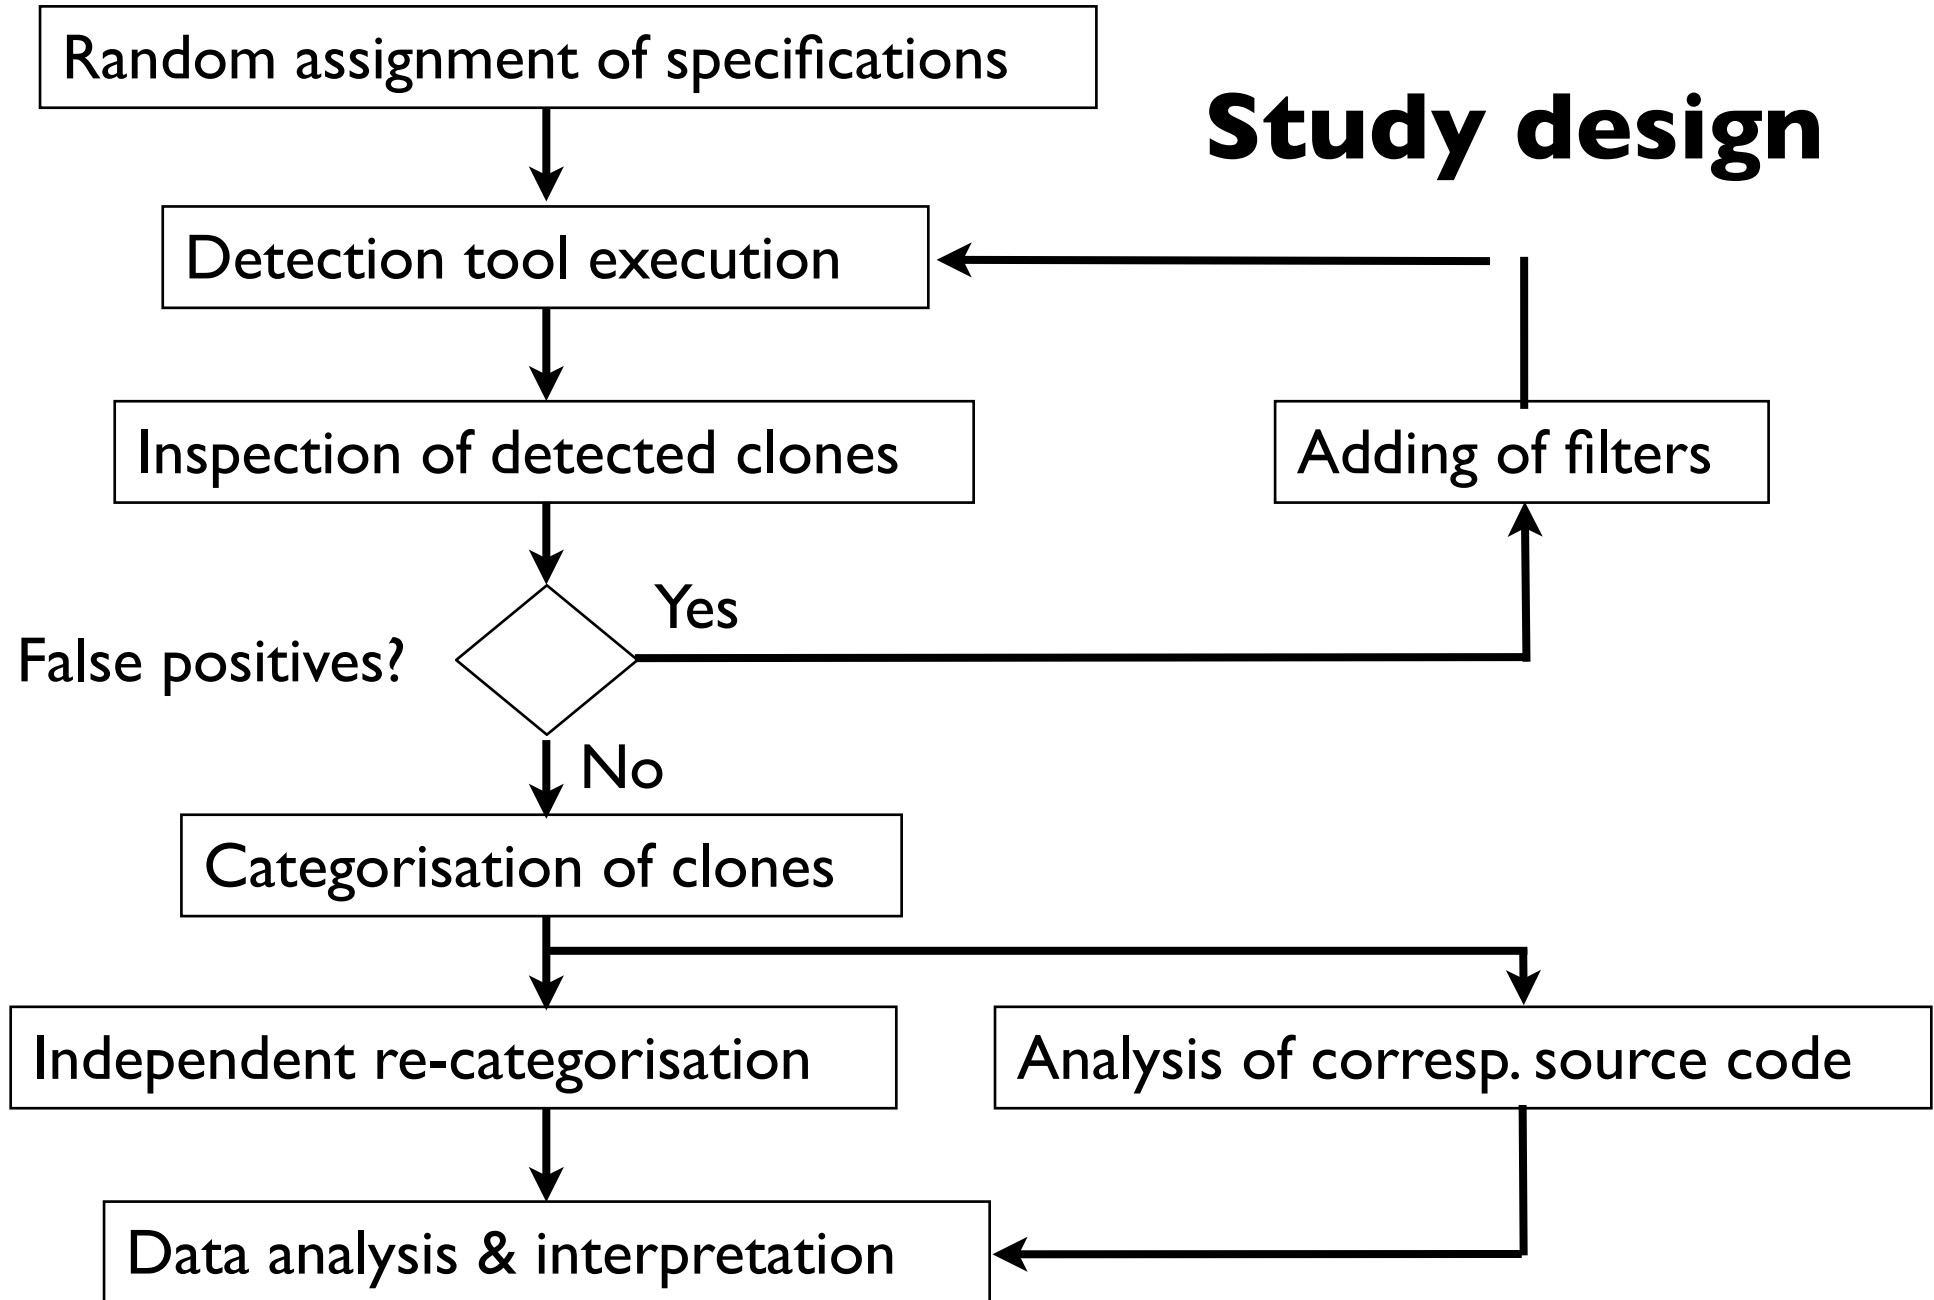 Random assignment of specifications
Study design
Detection tool execution
Inspection of detected clones
Adding of filters
Yes
False positives?
No
Categorisation of clones
Independent re-categorisation
Analysis of corresp. source code
Data analysis & interpretation